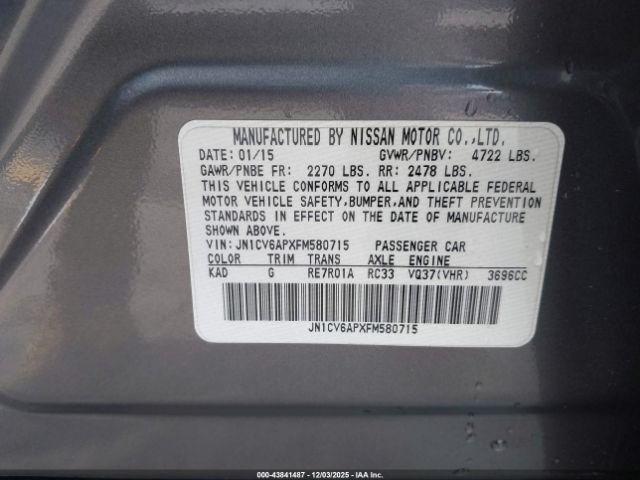 MANUFACTURED BY NISSAN MOTOR CO.,LTD.
DATE: 01/15 GVWR/PNBV: 4722 LBS.
GAWR/PNBE FR: 2270 LBS. RR: 2478 LBS.
THIS VEHICLE CONFORMS TO ALL APPLICABLE FEDERAL
MOTOR VEHICLE SAFETY,BUMPER,AND THEFT PREVENTION
STANDARDS IN EFFECT ON THE DATE OF MANUFACTURE
SHOWN ABOVE.
VIN: JN1CV6APXFM580715 PASSENGER CAR
COLOR TRIM TRANS AXLE ENGINE
KAD G RE7R01A RC33 VQ37(VHR) 3696CC
JN1CV6APXFM580715
000-43841487 - 12/03/2025 - IAAI.COM